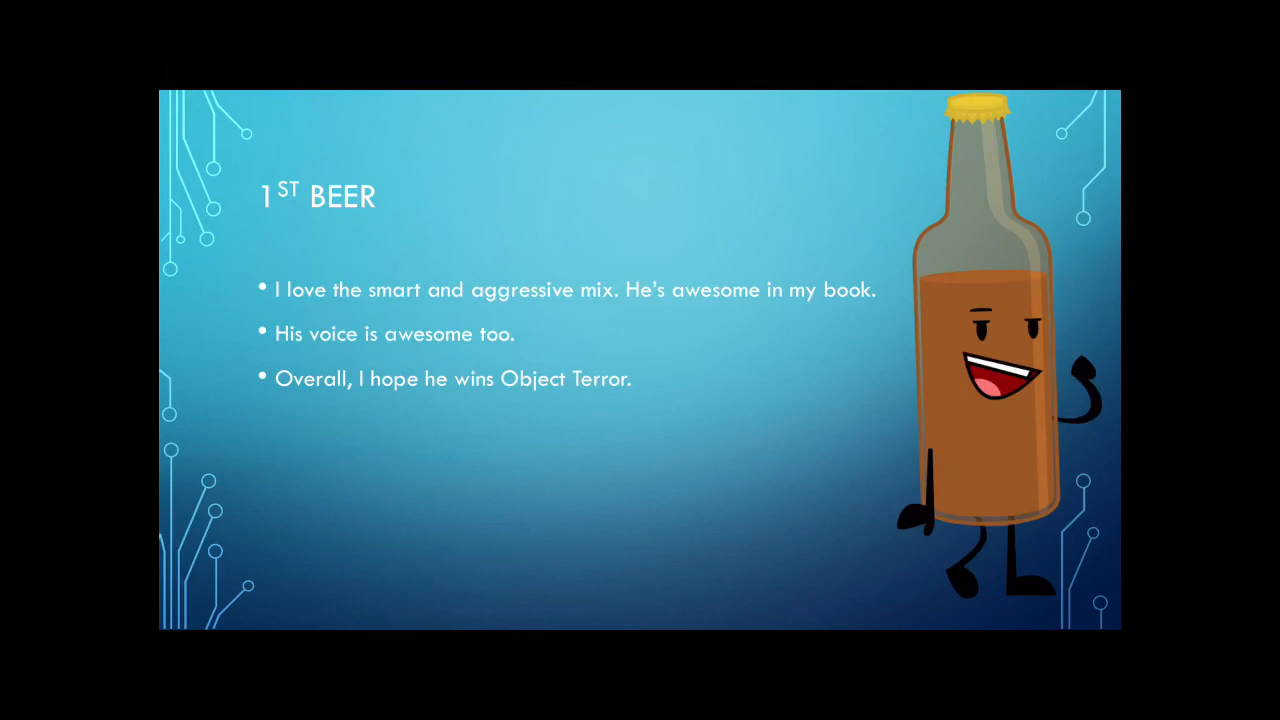 1ST BEER
• I love the smart and aggressive mix. He's awesome in my book.
• His voice is awesome too.
• Overall, I hope he wins Object Terror.